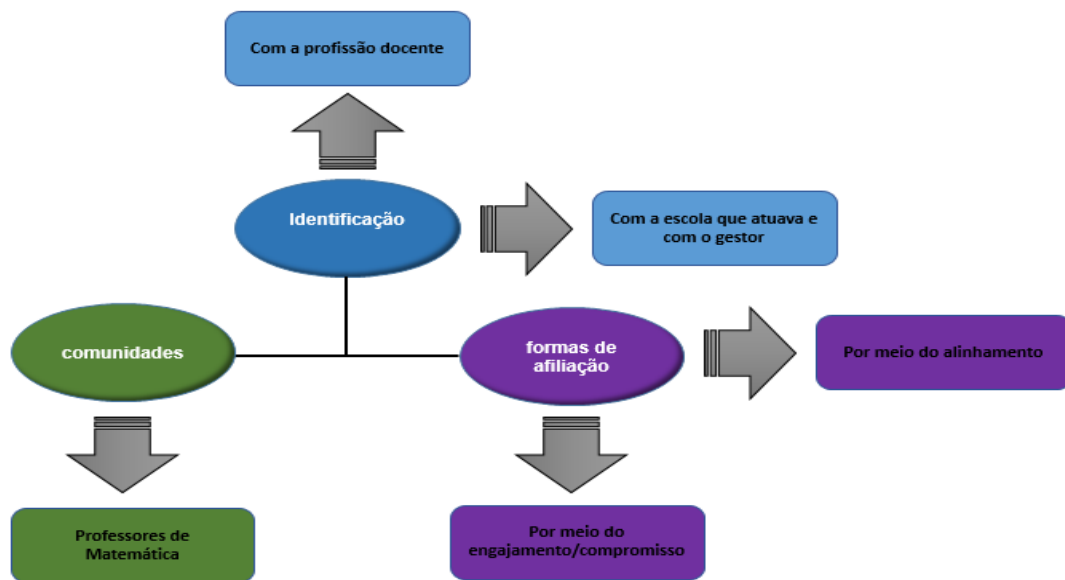 Com a profissão docente
Identificação
Com a escola que atuava e
com o gestor
comunidades
formas de
afiliação
Por meio do alinhamento
Professores de
Matemática
Por meio do
engajamento/compromisso